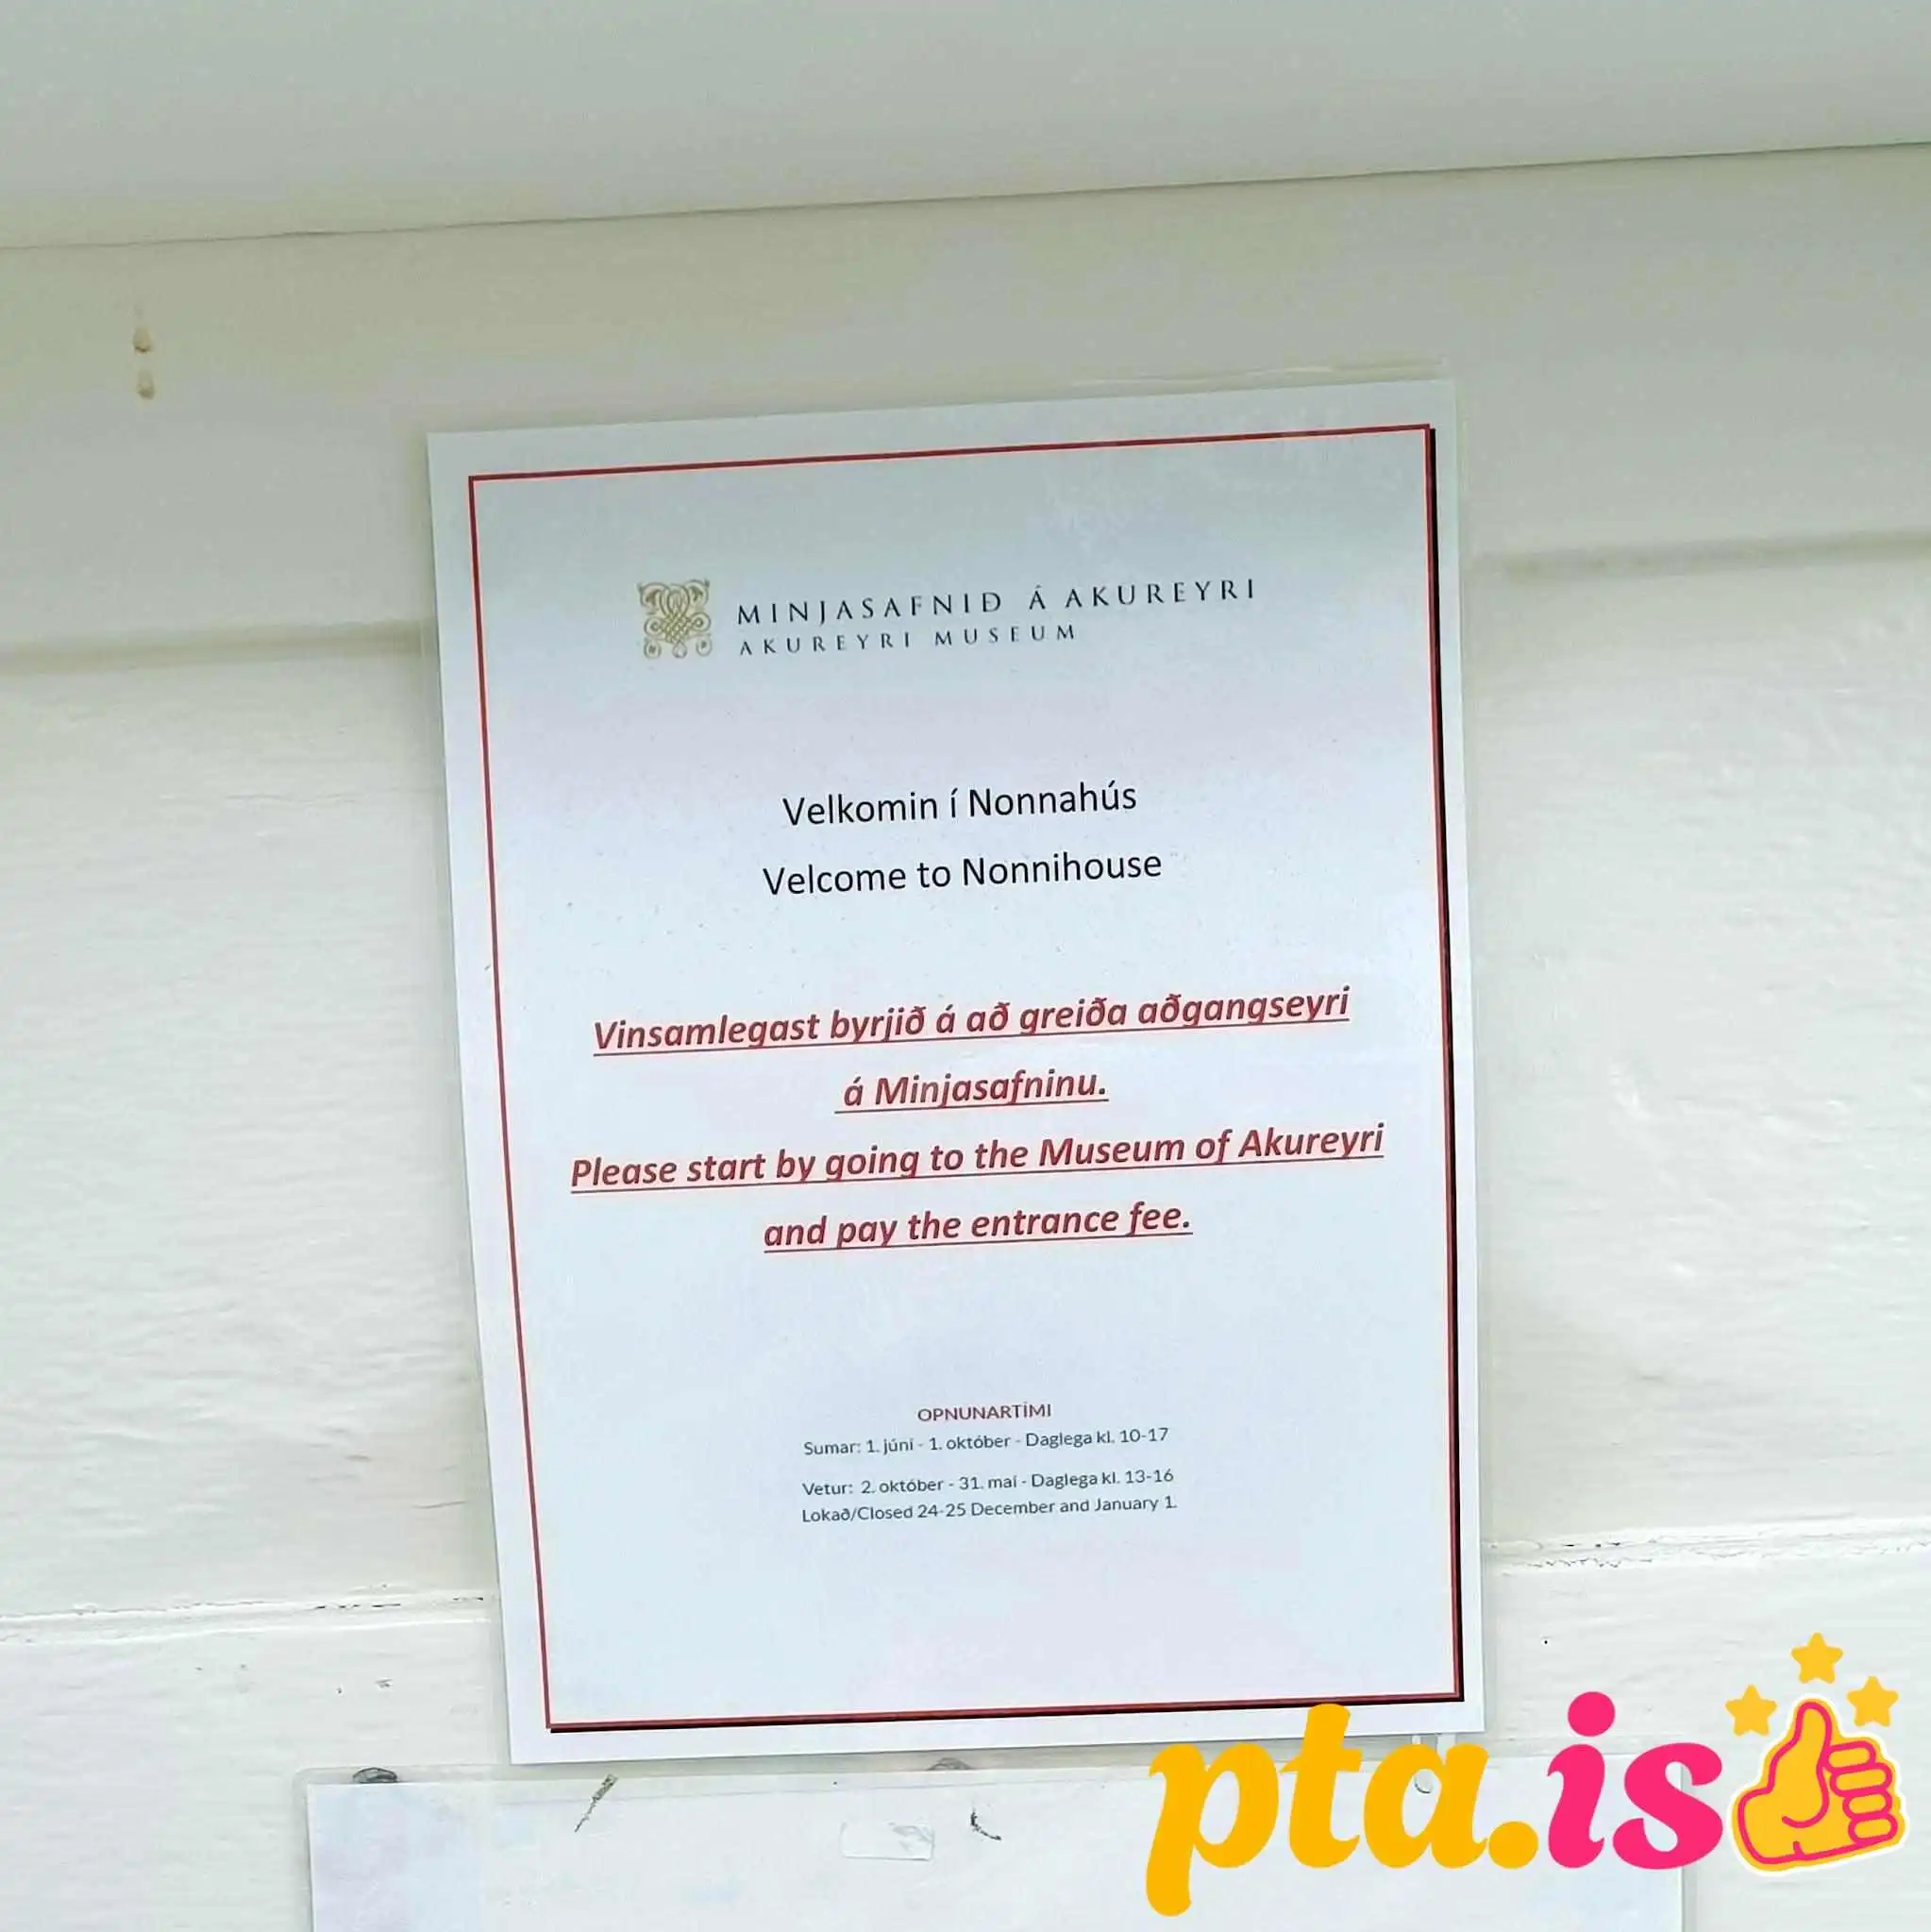 MINJASAFNIÐ Á AKUREYRI
AKUREYRI MUSEUM
Velkomin í Nonnahús
Velcome to Nonnihouse
Vinsamlegast byrjið á að greiða aðgangseyri
á Minjasafninu.
Please start by going to the Museum of Akureyri
and pay the entrance fee.
OPNUNARTÍMI
Sumar: 1. júní - 1. október - Daglega kl. 10-17
Vetur: 2. október - 31. maí - Daglega kl. 13-16
Lokað/Closed 24-25 December and January 1.
pta.is